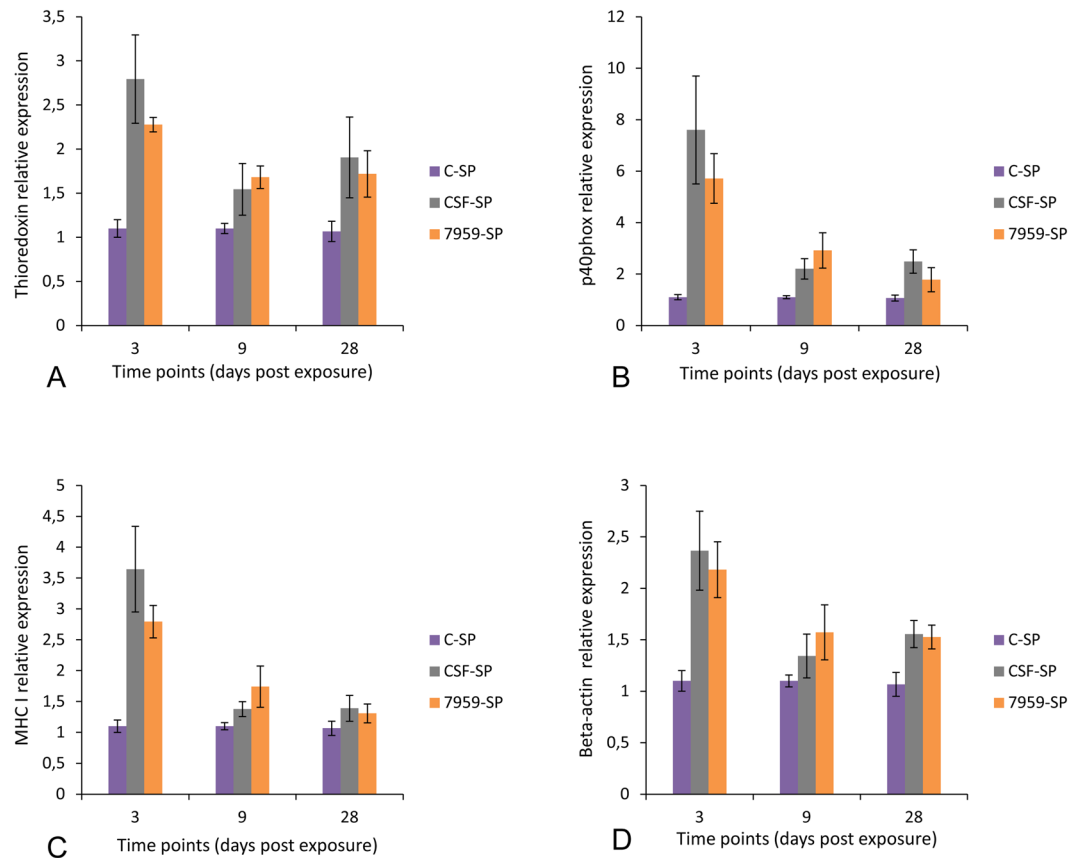 Thioredoxin relative expression
3,5
3
2,5
2
1,5
1
0,5
0
3
9
28
Time points (days post exposure)
C-SP
CSF-SP
7959-SP
A
p40phox relative expression
12
10
8
6
4
2
0
3
9
28
Time points (days post exposure)
C-SP
CSF-SP
7959-SP
B
MHC I relative expression
5
4,5
4
3,5
3
2,5
2
1,5
1
0,5
0
3
9
28
Time points (days post exposure)
C-SP
CSF-SP
7959-SP
C
Beta-actin relative expression
3
2,5
2
1,5
1
0,5
0
3
9
28
Time points (days post exposure)
C-SP
CSF-SP
7959-SP
D